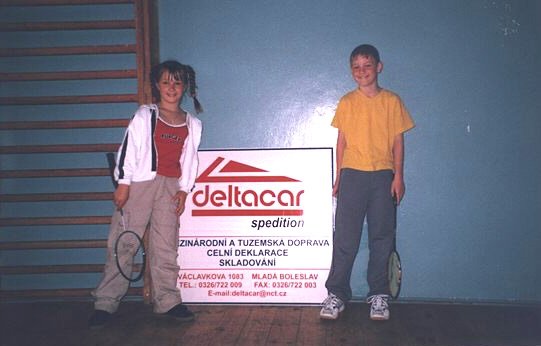 deltacar
spedition
MEZINÁRODNÍ A TUZEMSKÁ DOPRAVA
CELNÍ DEKLARACE
SKLADOVÁNÍ
VÁCLAVKOVA 1083 MLADÁ BOLESLAV
TEL.: 0326/722 009 FAX: 0326/722 003
E-mail:deltacar@nct.cz